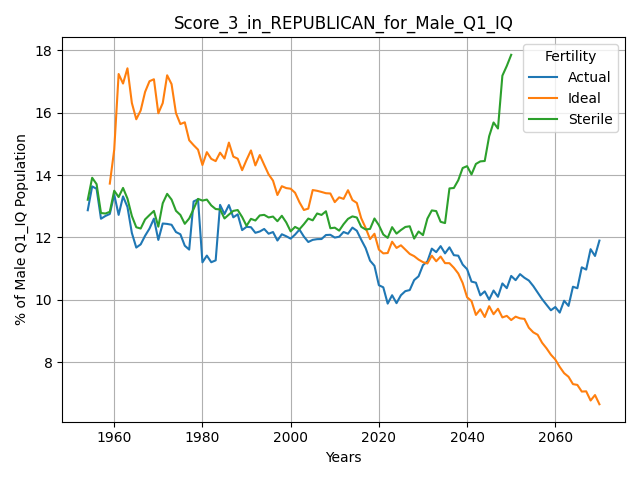 Score_3_in_REPUBLICAN_for_Male_Q1_IQ
% of Male Q1_IQ Population
18
16
14
12
10
8
Fertility
Actual
Ideal
Sterile
1960
1980
2000
2020
2040
2060
Years